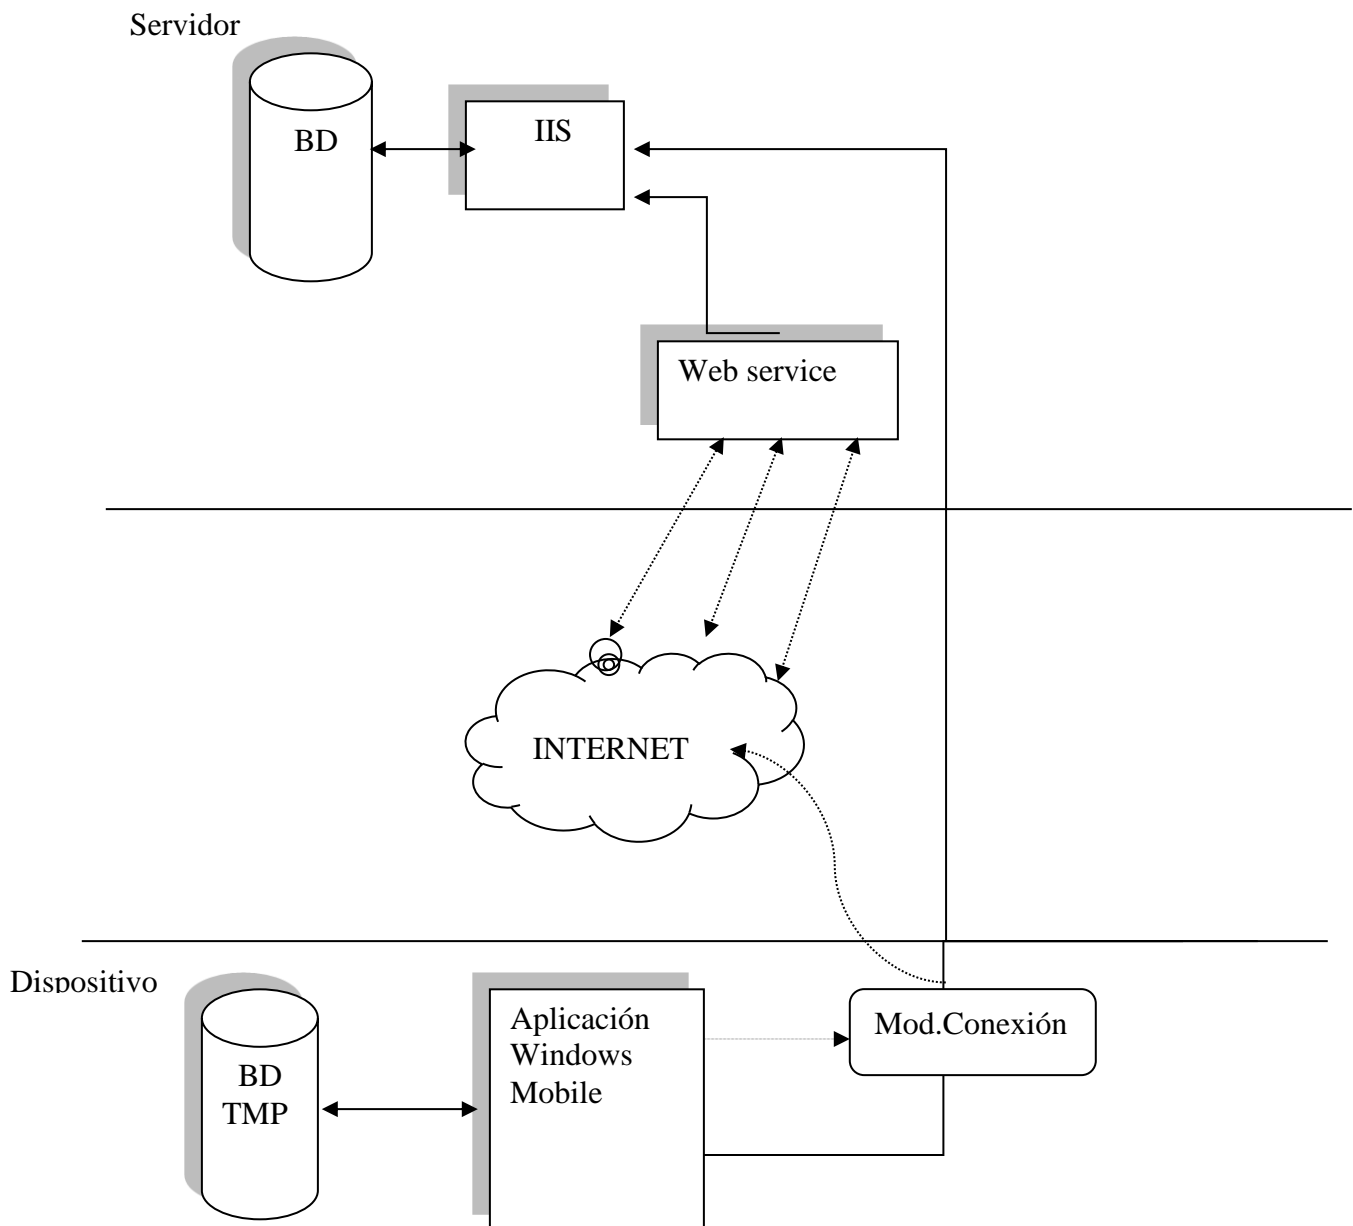 Servidor
BD
IIS
Web service
INTERNET
Dispositivo
BD
TMP
Aplicación
Windows
Mobile
Mod.Conexión